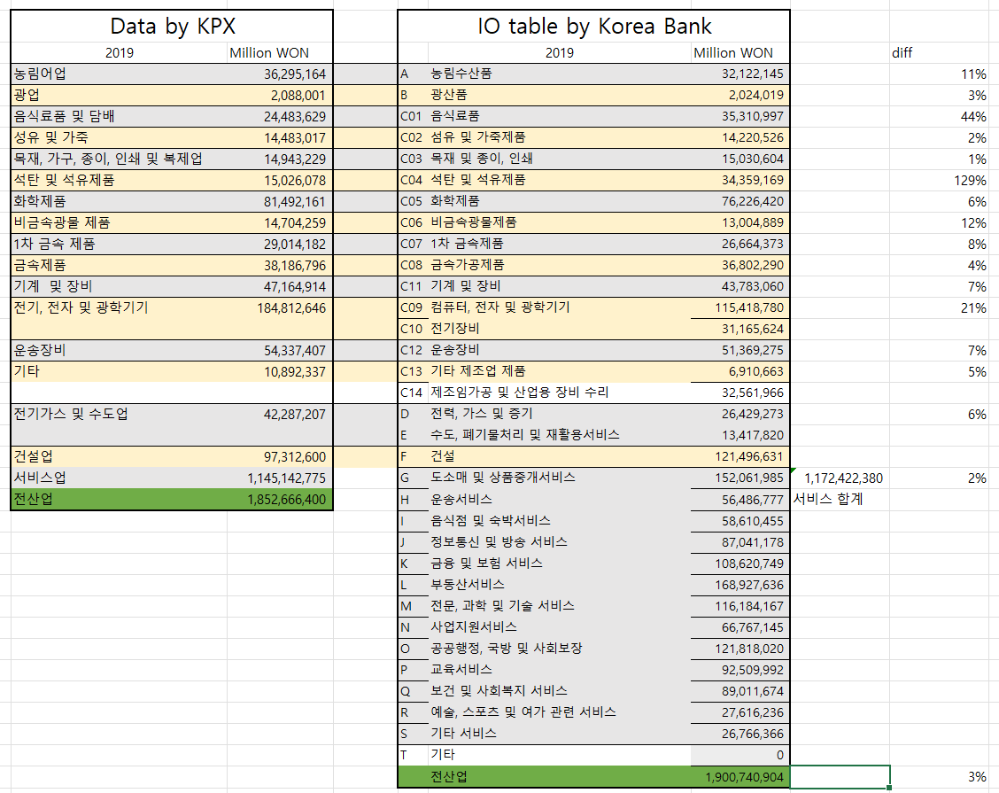 Data by KPX IO table by Korea Bank
2019 Million WON 2019 Million WON diff
농림어업 36,295,164 A 농림수산품 32,122,145 11%
광업 2,088,001 B 광산품 2,024,019 3%
음식료품 및 담배 24,483,629 C01 음식료품 35,310,997 44%
성유 및 가죽 14,483,017 C02 섬유 및 가죽제품 14,220,526 2%
목재, 가구, 종이, 인쇄 및 복제업 14,943,229 C03 목재 및 종이, 인쇄 15,030,604 1%
석탄 및 석유제품 15,026,078 C04 석탄 및 석유제품 34,359,169 129%
화학제품 81,492,161 C05 화학제품 76,226,420 6%
비금속광물 제품 14,704,259 C06 비금속광물제품 13,004,889 12%
1차 금속 제품 29,014,182 C07 1차 금속제품 26,664,373 8%
금속제품 38,186,796 C08 금속가공제품 36,802,290 4%
기계 및 장비 47,164,914 C11 기계 및 장비 43,783,060 7%
전기, 전자 및 광학기기 184,812,646 C09 컴퓨터, 전자 및 광학기기 115,418,780 21%
C10 전기장비 31,165,624
운송장비 54,337,407 C12 운송장비 51,369,275 7%
기타 10,892,337 C13 기타 제조업 제품 6,910,663 5%
C14 제조임가공 및 산업용 장비 수리 32,561,966
전기가스 및 수도업 42,287,207 D 전력, 가스 및 증기 26,429,273 6%
E 수도, 폐기물처리 및 재활용서비스 13,417,820
건설업 97,312,600 F 건설 121,496,631
서비스업 1,145,142,775 G 도소매 및 상품중개서비스 152,061,985 1,172,422,380 2%
전산업 1,852,666,400 H 운송서비스 56,486,777 서비스 합계
I 음식점 및 숙박서비스 58,610,455
J 정보통신 및 방송 서비스 87,041,178
K 금융 및 보험 서비스 108,620,749
L 부동산서비스 168,927,636
M 전문, 과학 및 기술 서비스 116,184,167
N 사업지원서비스 66,767,145
O 공공행정, 국방 및 사회보장 121,818,020
P 교육서비스 92,509,992
Q 보건 및 사회복지 서비스 89,011,674
R 예술, 스포츠 및 여가 관련 서비스 27,616,236
S 기타 서비스 26,766,366
T 기타 0
전산업 1,900,740,904 3%